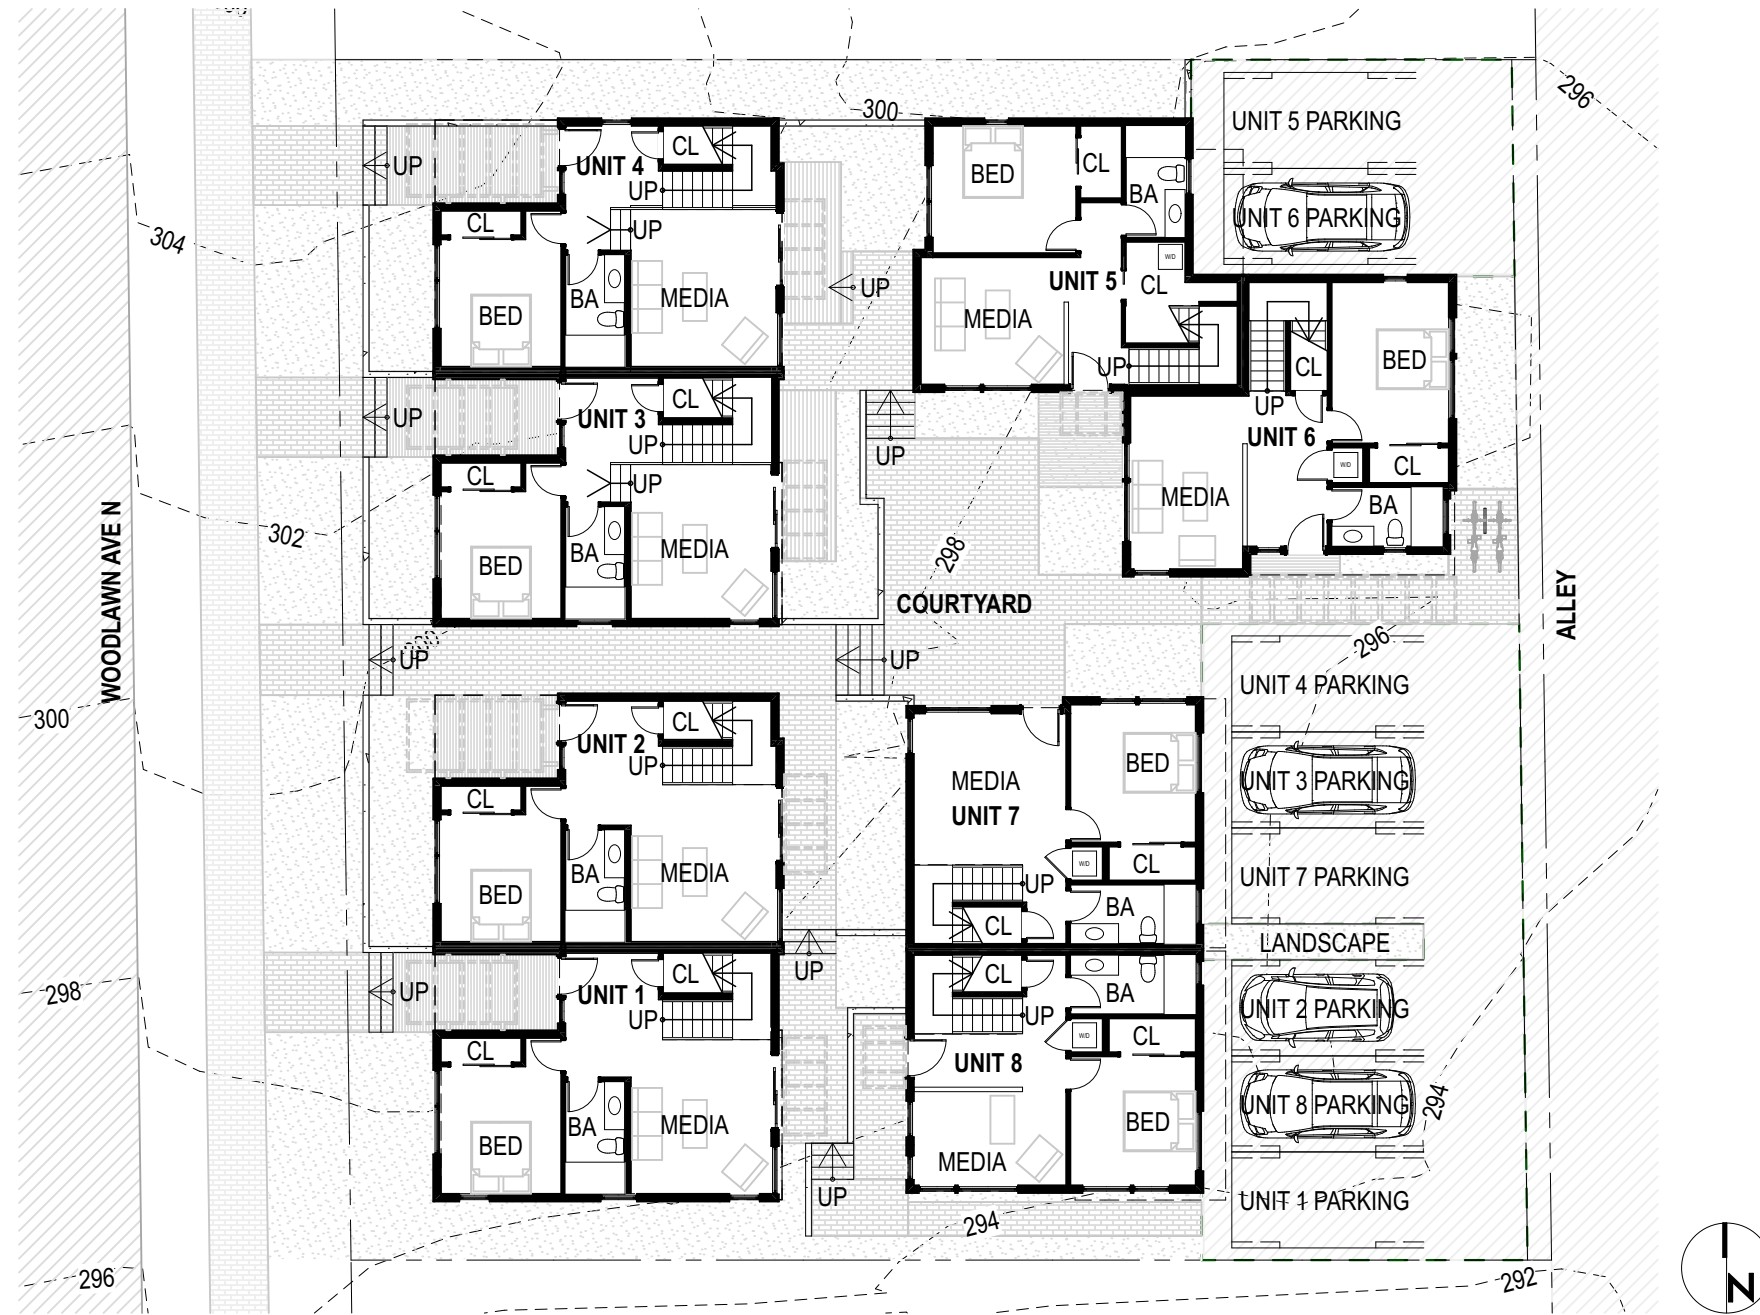 300
UNIT 5 PARKING
296
UP
UNIT 4
CL
UP
BED
CL
BA
UNIT 6 PARKING
304
CL
UP
UP
UNIT 5
CL
W/D
BED
BA
MEDIA
MEDIA
UP
CL
BED
UP
UNIT 3
CL
UP
UP
UNIT 6
UP
302
CL
UP
W/D
CL
BED
BA
MEDIA
298
MEDIA
BA
WOODLAWN AVE N
COURTYARD
ALLEY
300
UP
UP
296
UNIT 4 PARKING
300
UNIT 2
CL
UP
MEDIA
UNIT 7
BED
UNIT 3 PARKING
CL
BED
BA
MEDIA
W/D
CL
UNIT 7 PARKING
UP
CL
BA
LANDSCAPE
UP
298
UP
UNIT 1
CL
UP
CL
UP
BA
UNIT 2 PARKING
CL
UNIT 8
W/D
CL
BED
BA
MEDIA
BED
UNIT 8 PARKING
294
MEDIA
UP
UNIT 1 PARKING
294
296
292
N